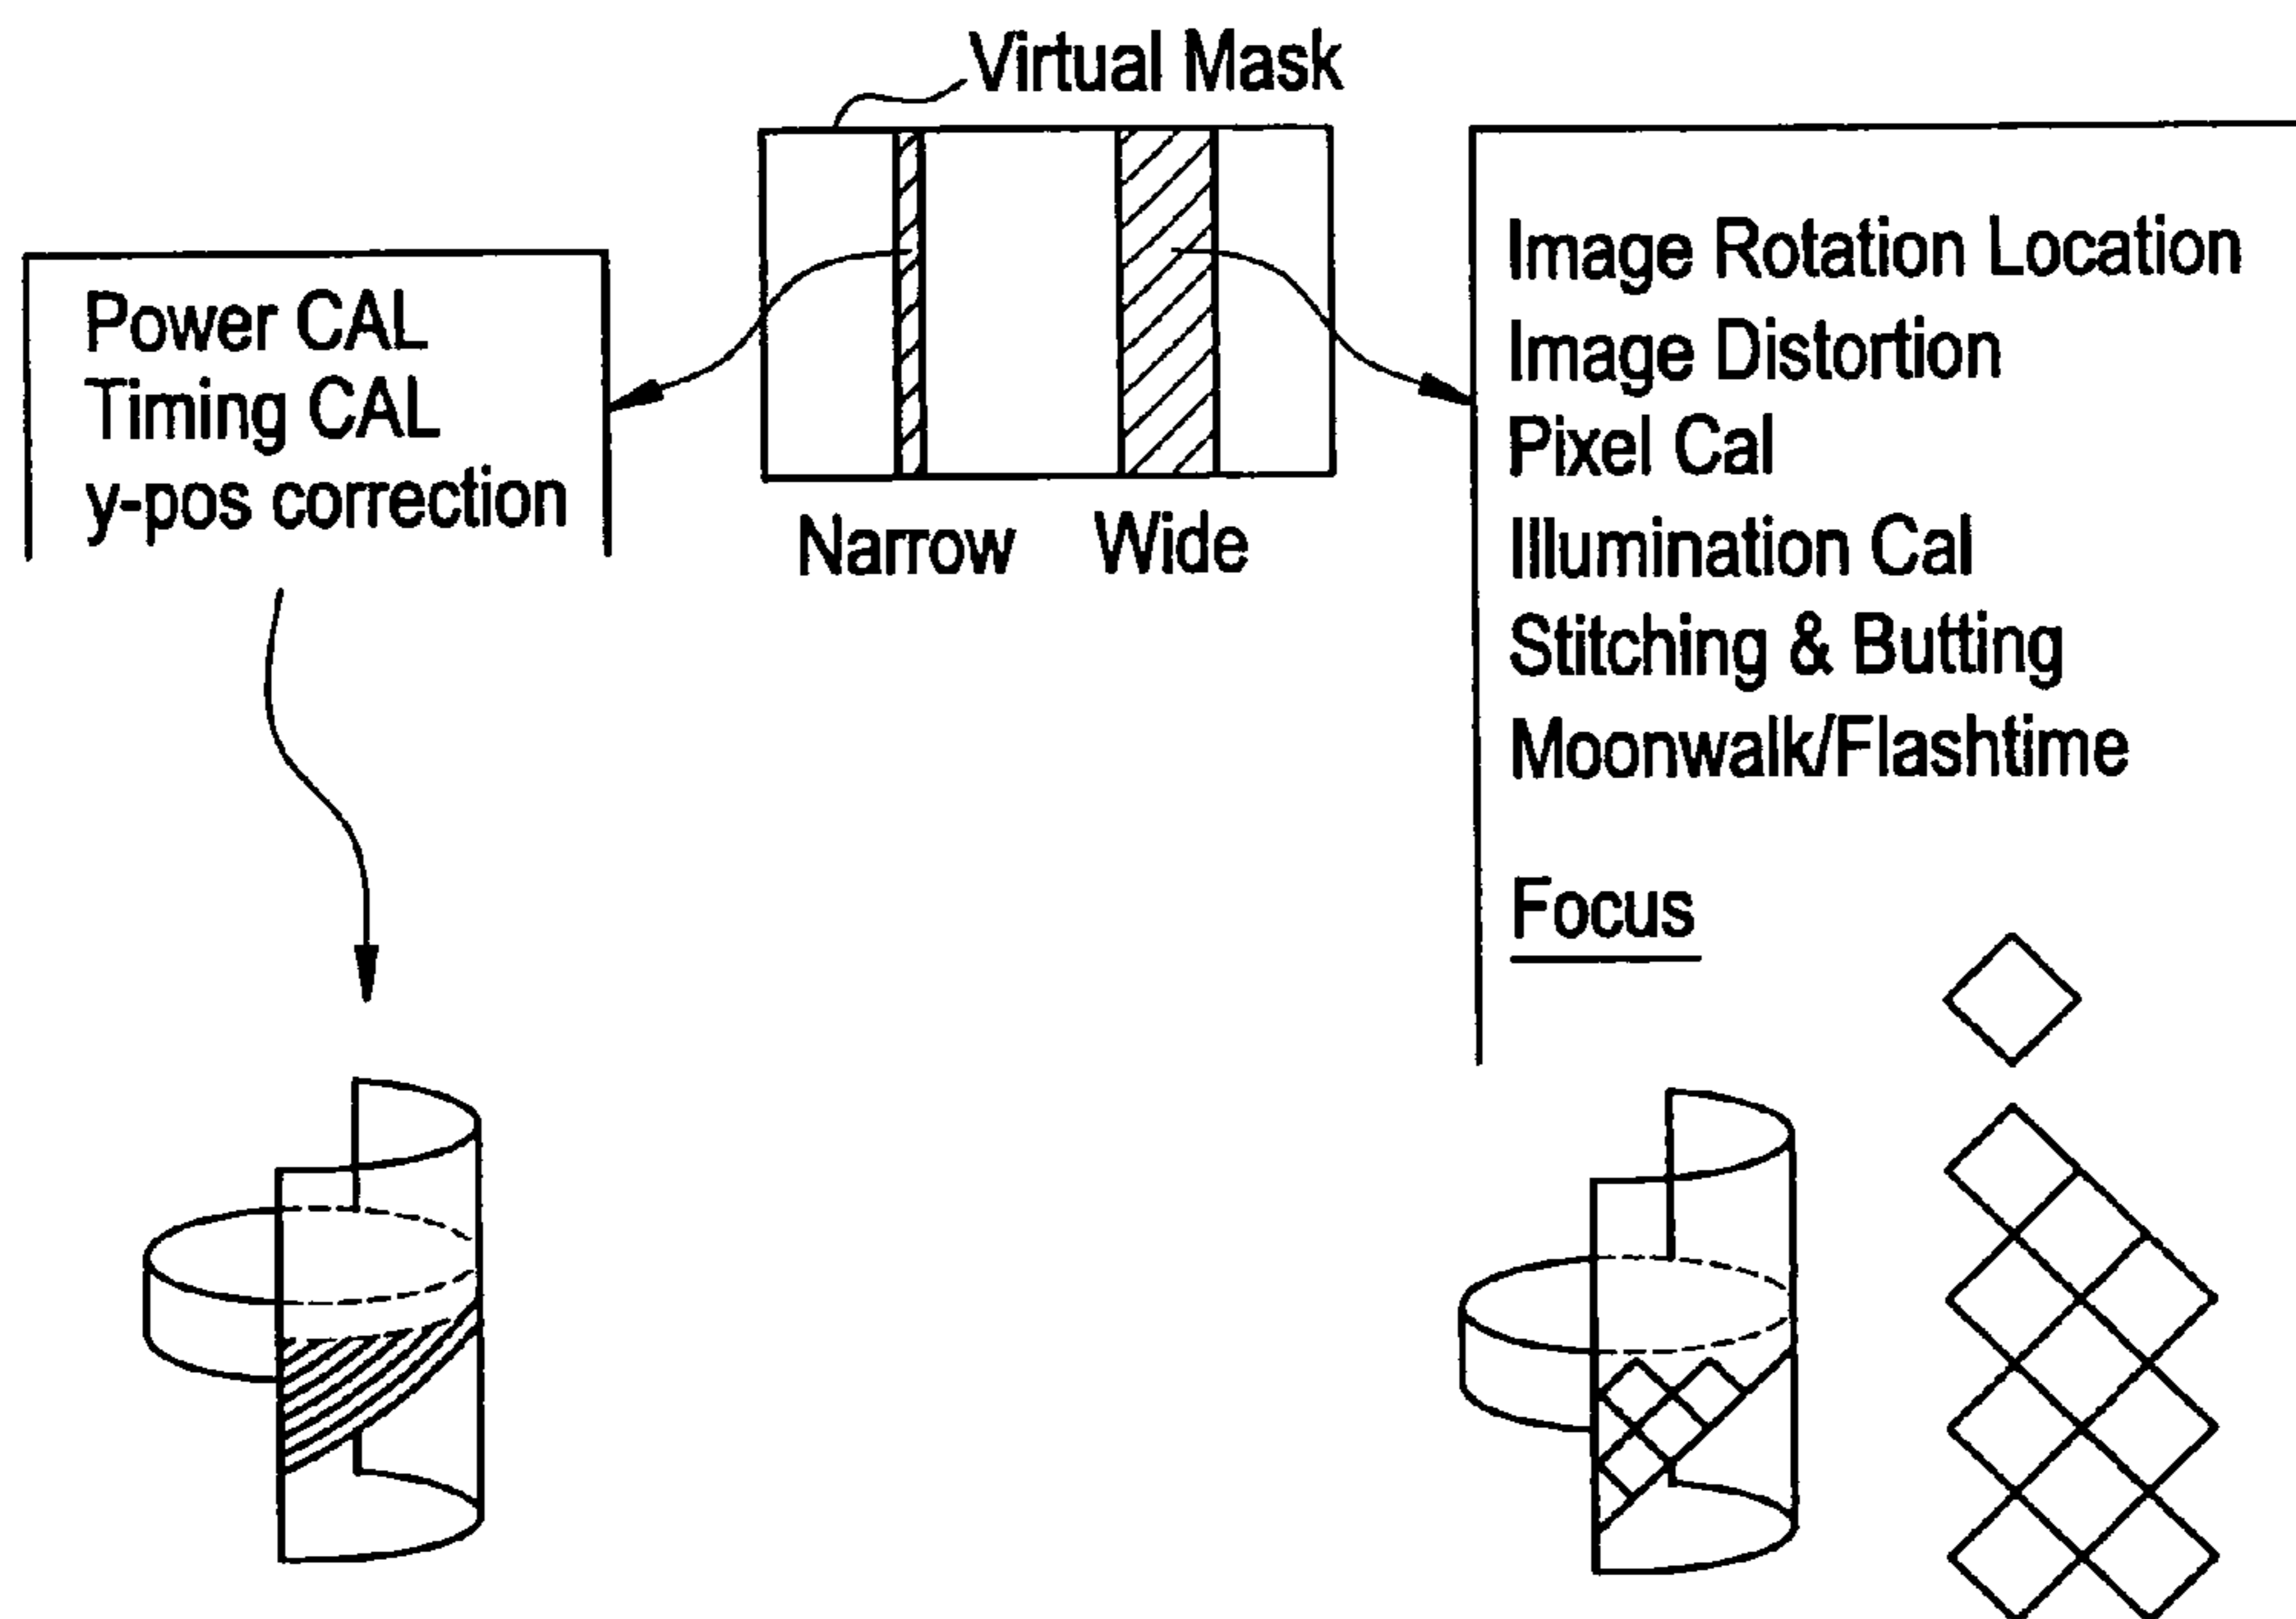 Virtual Mask
Power CAL
Timing CAL
y-pos correction
Narrow
Wide
Image Rotation Location
Image Distortion
Pixel Cal
Illumination Cal
Stitching & Butting
Moonwalk/Flashtime
Focus